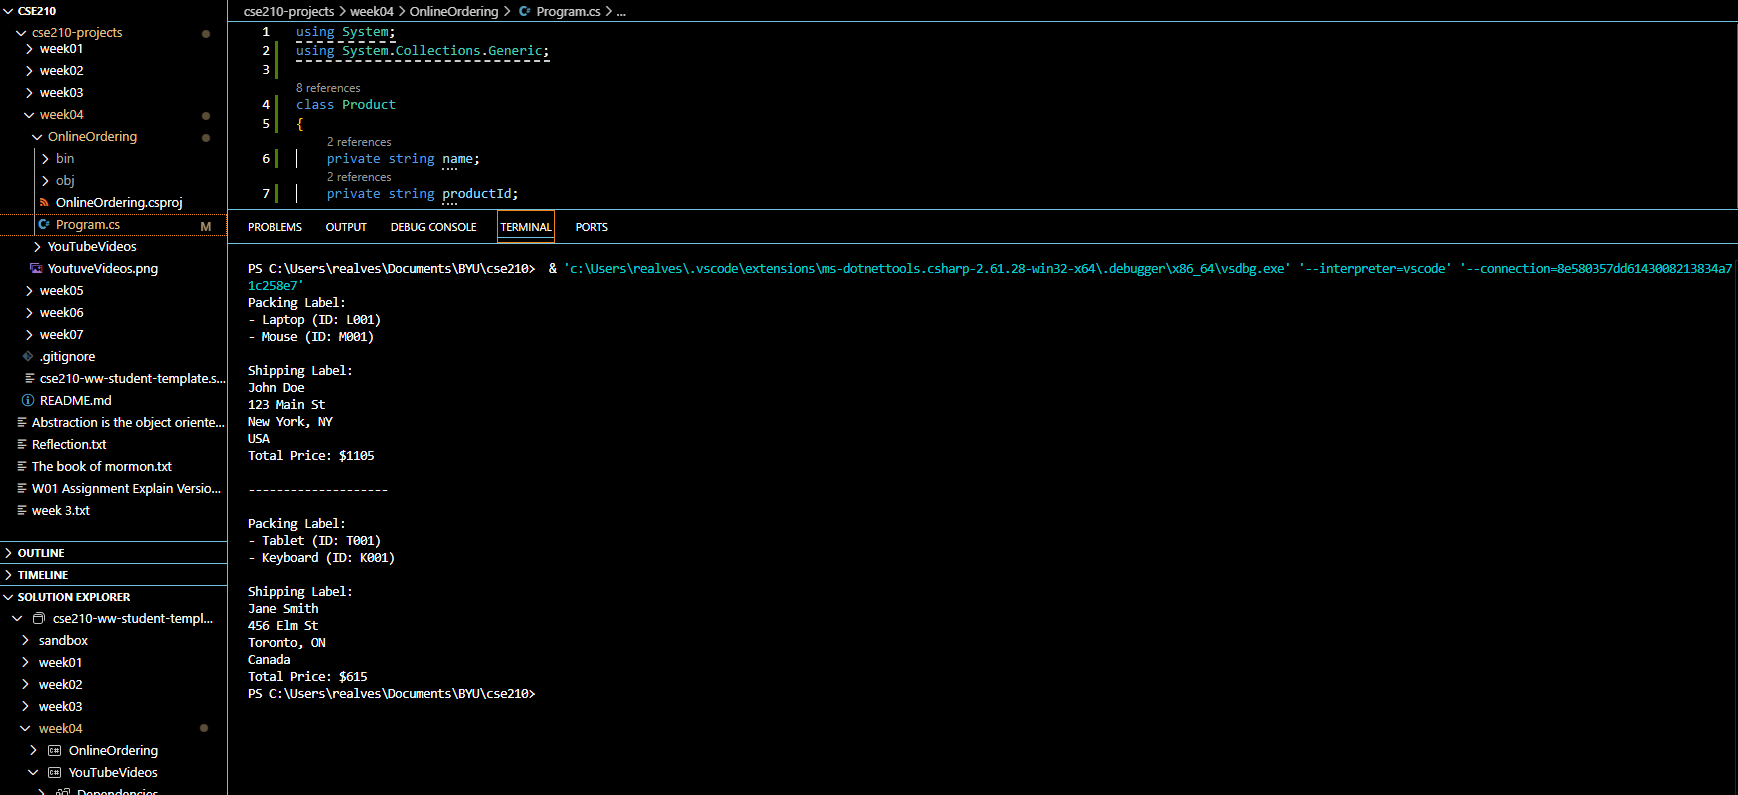 CSE210
cse210-projects
week01
week02
week03
week04
OnlineOrdering
bin
obj
OnlineOrdering.csproj
Program.cs M
YouTubeVideos
YoutuveVideos.png
week05
week06
week07
.gitignore
cse210-ww-student-template.s...
README.md
Abstraction is the object oriente...
Reflection.txt
The book of mormon.txt
W01 Assignment Explain Versio...
week 3.txt
OUTLINE
TIMELINE
SOLUTION EXPLORER
cse210-ww-student-templ...
sandbox
week01
week02
week03
week04
OnlineOrdering
YouTubeVideos
Dependencies
cse210-projects > week04 > OnlineOrdering > C# Program.cs > ...
1 using System;
2 using System.Collections.Generic;
3
8 references
4 class Product
5 {
2 references
6 private string name;
2 references
7 private string productId;
PROBLEMS OUTPUT DEBUG CONSOLE TERMINAL PORTS
PS C:\Users\realves\Documents\BYU\cse210> & 'c:\Users\realves\.vscode\extensions\ms-dotnettools.csharp-2.61.28-win32-x64\.debugger\x86_64\vsdbg.exe' '--interpreter=vscode' '--connection=8e580357dd6143008213834a7
1c258e7'
Packing Label:
- Laptop (ID: L001)
- Mouse (ID: M001)
Shipping Label:
John Doe
123 Main St
New York, NY
USA
Total Price: $1105
--------------------
Packing Label:
- Tablet (ID: T001)
- Keyboard (ID: K001)
Shipping Label:
Jane Smith
456 Elm St
Toronto, ON
Canada
Total Price: $615
PS C:\Users\realves\Documents\BYU\cse210>